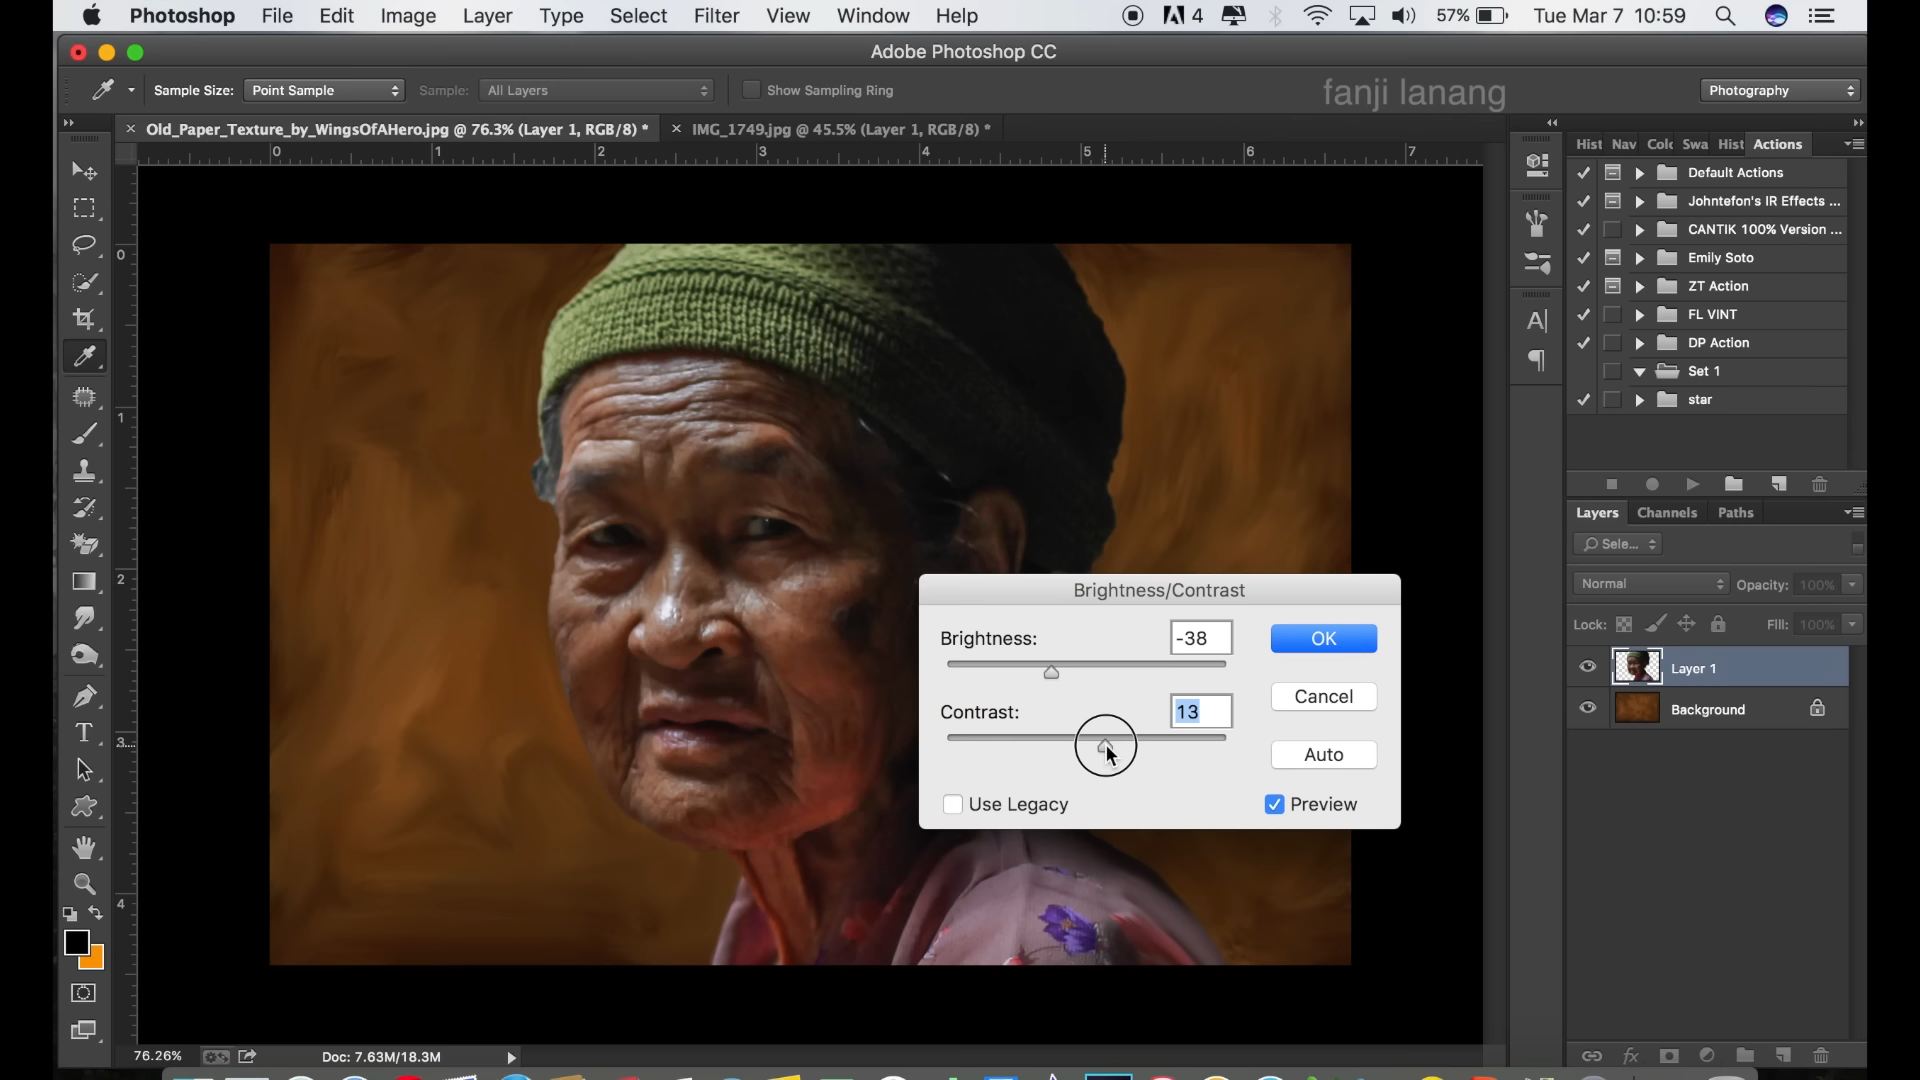 Photoshop File Edit Image Layer Type Select Filter View Window Help 4 57% Tue Mar 7 10:59
Adobe Photoshop CC
Sample Size: Point Sample Sample: All Layers Show Sampling Ring fanji lanang Photography
Old_Paper_Texture_by_WingsOfAHero.jpg @ 76.3% (Layer 1, RGB/8) * IMG_1749.jpg @ 45.5% (Layer 1, RGB/8) *
0 1 2 3 4 5 6 7
Hist Nav Colo Swa Hist Actions
Default Actions
Johntefon's IR Effects ...
CANTIK 100% Version ...
Emily Soto
ZT Action
FL VINT
DP Action
Set 1
star
0
1
2
3
4
Layers Channels Paths
Sele...
Normal Opacity: 100%
Lock: Fill: 100%
Layer 1
Background
Brightness/Contrast
Brightness: -38 OK
Cancel
Contrast: 13
Auto
Use Legacy Preview
76.26% Doc: 7.63M/18.3M